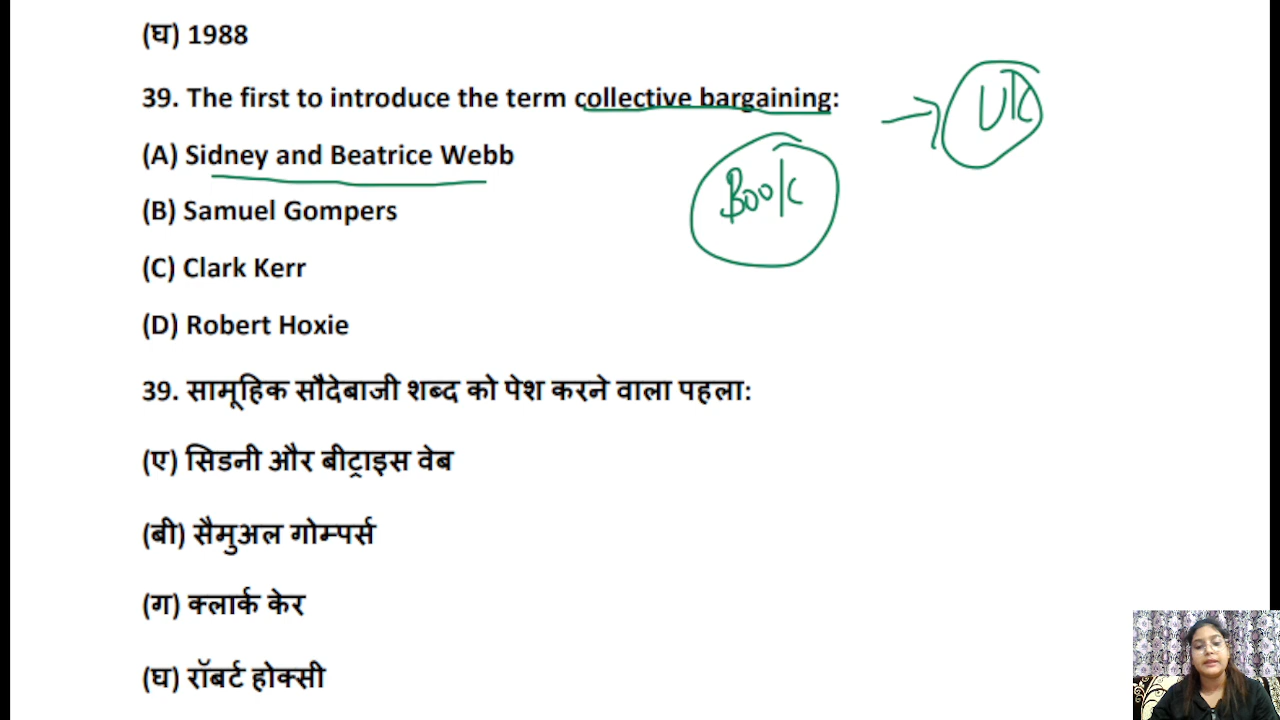 (घ) 1988
39. The first to introduce the term collective bargaining:
UK
(A) Sidney and Beatrice Webb
Book
(B) Samuel Gompers
(C) Clark Kerr
(D) Robert Hoxie
39. सामूहिक सौदेबाजी शब्द को पेश करने वाला पहला:
(ए) सिडनी और बीट्राइस वेब
(बी) सैमुअल गोम्पर्स
(ग) क्लार्क केर
(घ) रॉबर्ट होक्सी